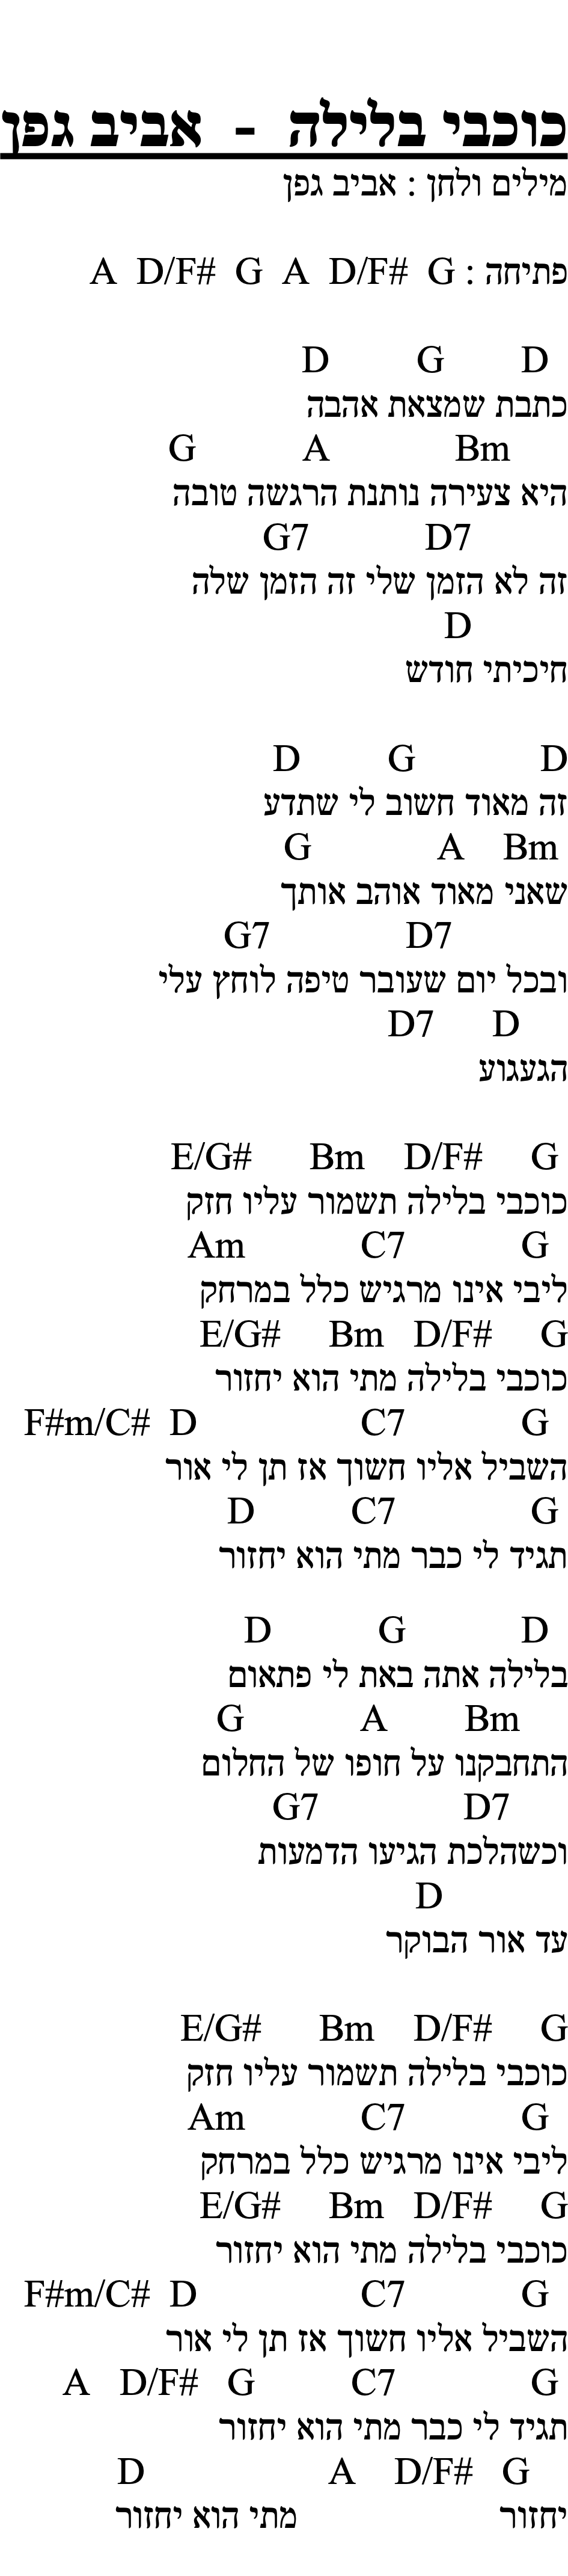 כוכבי בלילה - אביב גפן
מילים ולחן : אביב גפן
פתיחה : G D/F# A G D/F# A
D G D
כתבת שמצאת אהבה
Bm A G
היא צעירה נותנת הרגשה טובה
D7 G7
זה לא הזמן שלי זה הזמן שלה
D
חיכיתי חודש
D G D
זה מאוד חשוב לי שתדע
Bm A G
שאני מאוד אוהב אותך
D7 G7
ובכל יום שעובר טיפה לוחץ עלי
D D7
הגעגוע
G D/F# Bm E/G#
כוכבי בלילה תשמור עליו חזק
G C7 Am
ליבי אינו מרגיש כלל במרחק
G D/F# Bm E/G#
כוכבי בלילה מתי הוא יחזור
G C7 D F#m/C#
השביל אליו חשוך אז תן לי אור
G C7 D
תגיד לי כבר מתי הוא יחזור
D G D
בלילה אתה באת לי פתאום
Bm A G
התחבקנו על חופו של החלום
D7 G7
וכשהלכת הגיעו הדמעות
D
עד אור הבוקר
G D/F# Bm E/G#
כוכבי בלילה תשמור עליו חזק
G C7 Am
ליבי אינו מרגיש כלל במרחק
G D/F# Bm E/G#
כוכבי בלילה מתי הוא יחזור
G C7 D F#m/C#
השביל אליו חשוך אז תן לי אור
G C7 G D/F# A
תגיד לי כבר מתי הוא יחזור
G D/F# A D
יחזור מתי הוא יחזור